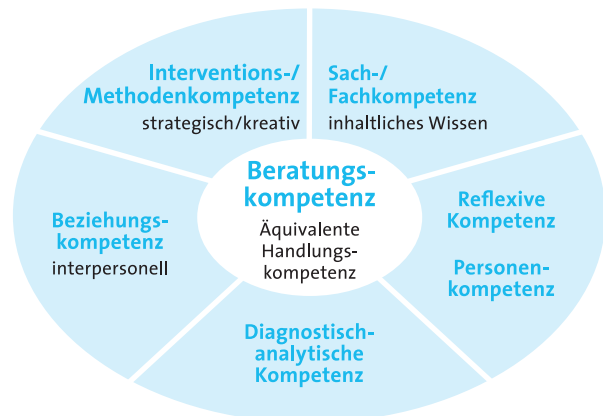 Interventions-/
Methodenkompetenz
strategisch/kreativ
Sach-/
Fachkompetenz
inhaltliches Wissen
Beratungs-
kompetenz
Äquivalente
Handlungs-
kompetenz
Beziehungs-
kompetenz
interpersonell
Reflexive
Kompetenz
Personen-
kompetenz
Diagnostisch-
analytische
Kompetenz